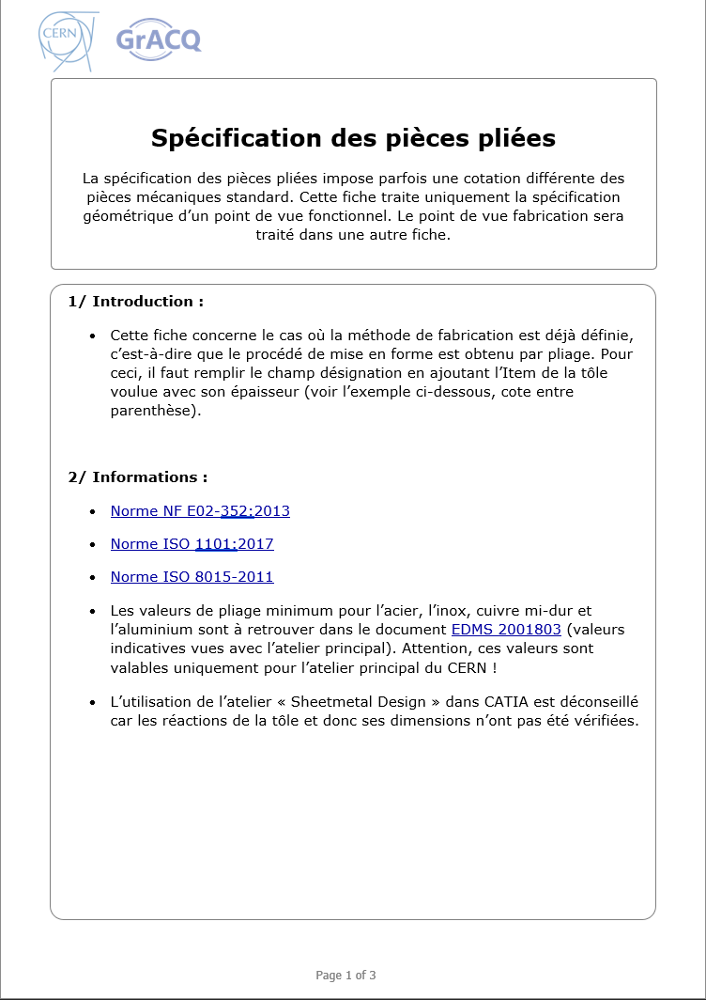 CERN
GrACQ
Spécification des pièces pliées
La spécification des pièces pliées impose parfois une cotation différente des
pièces mécaniques standard. Cette fiche traite uniquement la spécification
géométrique d’un point de vue fonctionnel. Le point de vue fabrication sera
traité dans une autre fiche.
1/ Introduction :
• Cette fiche concerne le cas où la méthode de fabrication est déjà définie,
c’est-à-dire que le procédé de mise en forme est obtenu par pliage. Pour
ceci, il faut remplir le champ désignation en ajoutant l’Item de la tôle
voulue avec son épaisseur (voir l’exemple ci-dessous, cote entre
parenthèse).
2/ Informations :
• Norme NF E02-352:2013
• Norme ISO 1101:2017
• Norme ISO 8015-2011
• Les valeurs de pliage minimum pour l’acier, l’inox, cuivre mi-dur et
l’aluminium sont à retrouver dans le document EDMS 2001803 (valeurs
indicatives vues avec l’atelier principal). Attention, ces valeurs sont
valables uniquement pour l’atelier principal du CERN !
• L’utilisation de l’atelier « Sheetmetal Design » dans CATIA est déconseillé
car les réactions de la tôle et donc ses dimensions n’ont pas été vérifiées.
Page 1 of 3